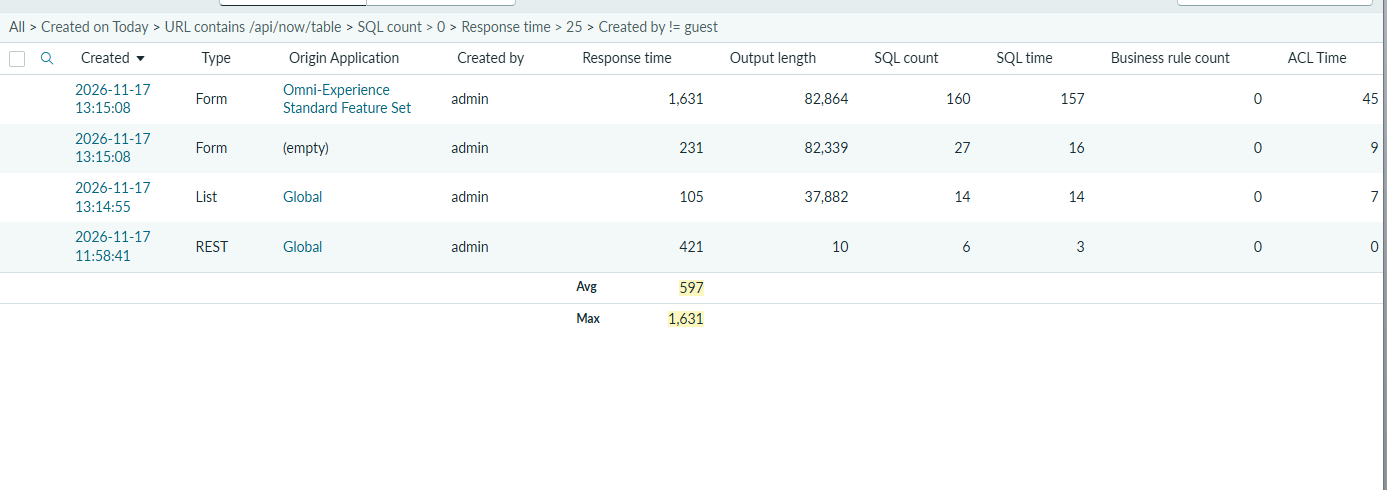 All > Created on Today > URL contains /api/now/table > SQL count > 0 > Response time > 25 > Created by != guest
Created Type Origin Application Created by Response time Output length SQL count SQL time Business rule count ACL Time
2026-11-17 13:15:08 Form Omni-Experience Standard Feature Set admin 1,631 82,864 160 157 0 45
2026-11-17 13:15:08 Form (empty) admin 231 82,339 27 16 0 9
2026-11-17 13:14:55 List Global admin 105 37,882 14 14 0 7
2026-11-17 11:58:41 REST Global admin 421 10 6 3 0 0
Avg 597
Max 1,631